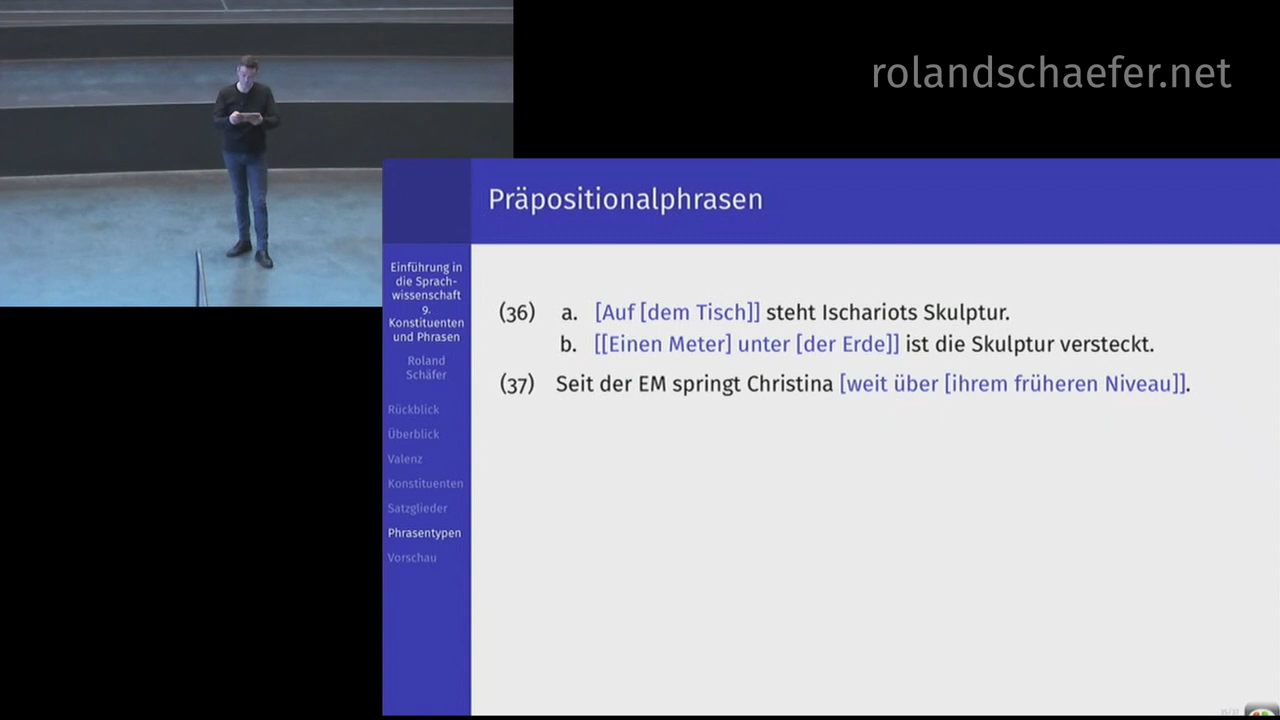 rolandschaefer.net
Präpositionalphrasen
Einführung in
die Sprach-
wissenschaft
9.
Konstituenten
und Phrasen
Roland
Schäfer
Rückblick
Überblick
Valenz
Konstituenten
Satzglieder
Phrasentypen
Vorschau
(36) a. [Auf [dem Tisch]] steht Ischariots Skulptur.
b. [[Einen Meter] unter [der Erde]] ist die Skulptur versteckt.
(37) Seit der EM springt Christina [weit über [ihrem früheren Niveau]].